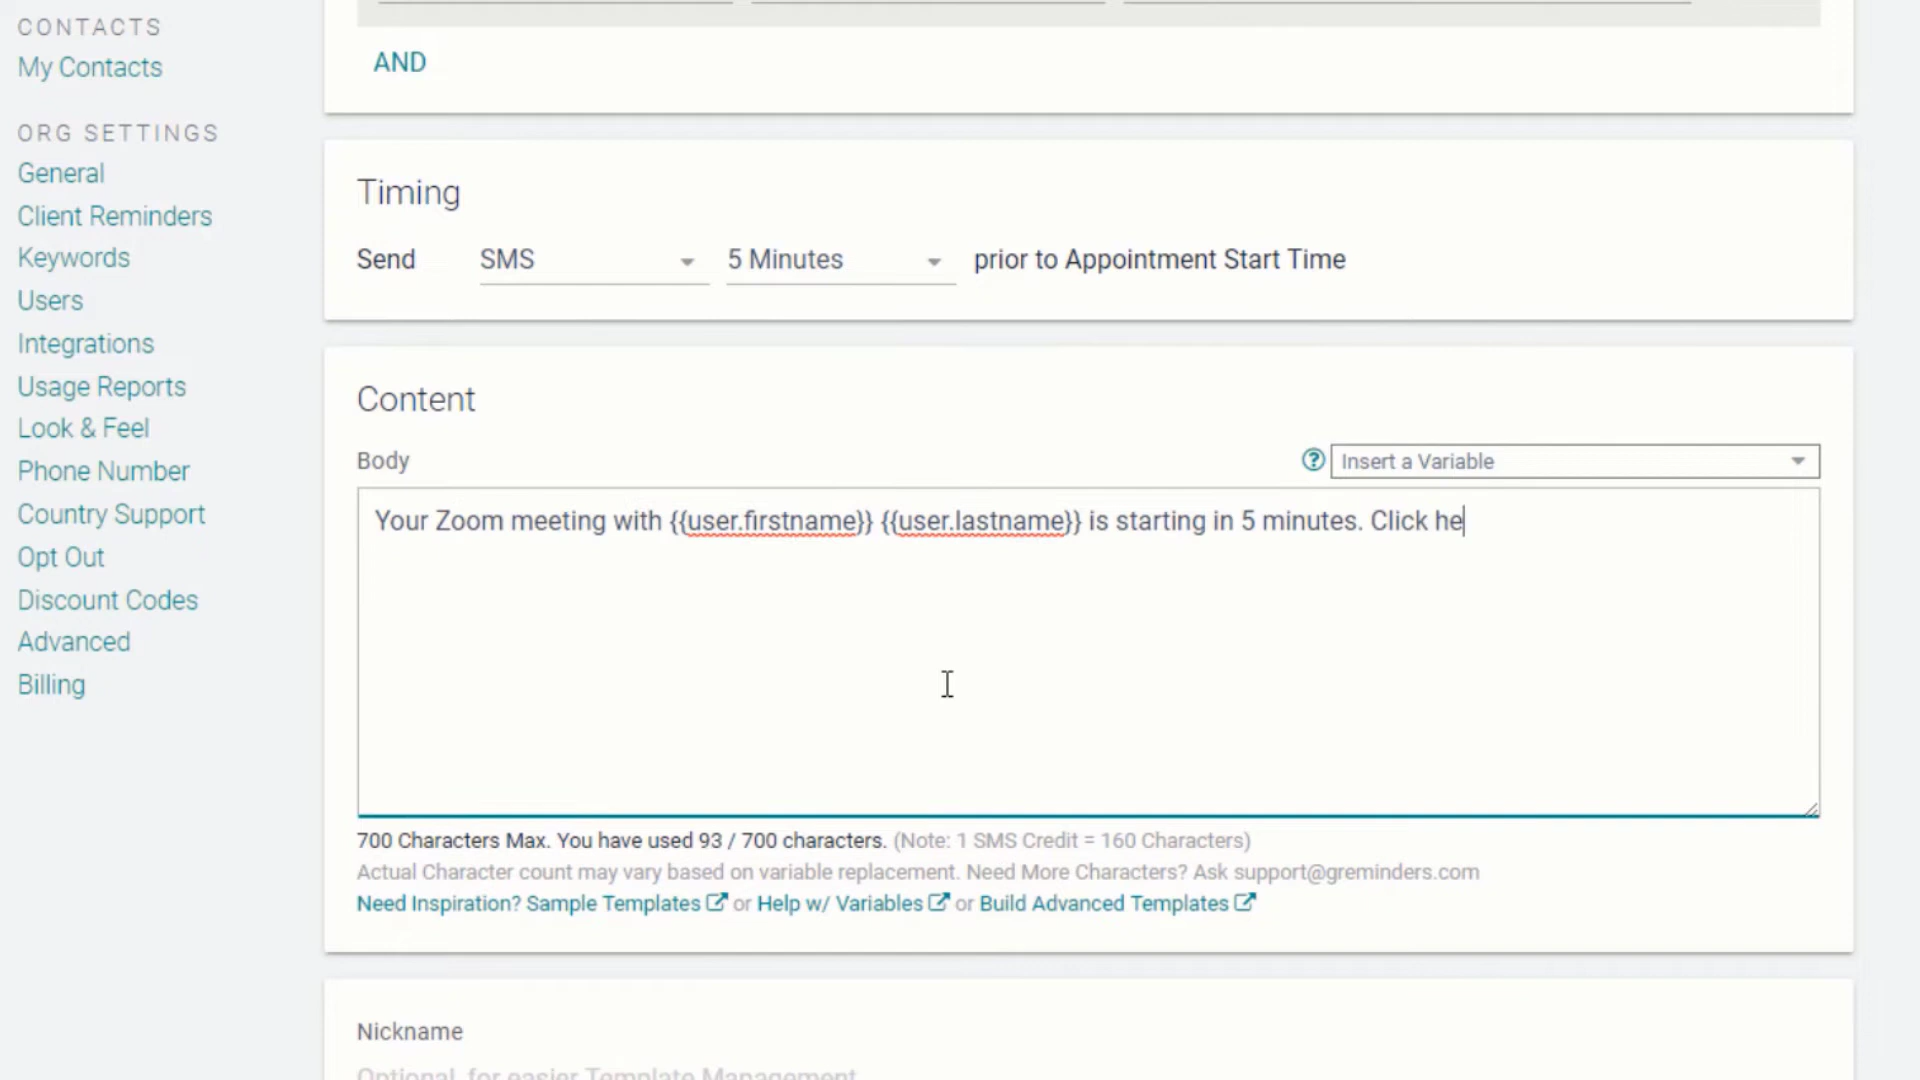 CONTACTS
My Contacts
ORG SETTINGS
General
Client Reminders
Keywords
Users
Integrations
Usage Reports
Look & Feel
Phone Number
Country Support
Opt Out
Discount Codes
Advanced
Billing
AND
Timing
Send SMS 5 Minutes prior to Appointment Start Time
Content
Body
Insert a Variable
Your Zoom meeting with {{user.firstname}} {{user.lastname}} is starting in 5 minutes. Click he
700 Characters Max. You have used 93 / 700 characters. (Note: 1 SMS Credit = 160 Characters)
Actual Character count may vary based on variable replacement. Need More Characters? Ask support@greminders.com
Need Inspiration? Sample Templates or Help w/ Variables or Build Advanced Templates
Nickname
Optional, for easier Template Management